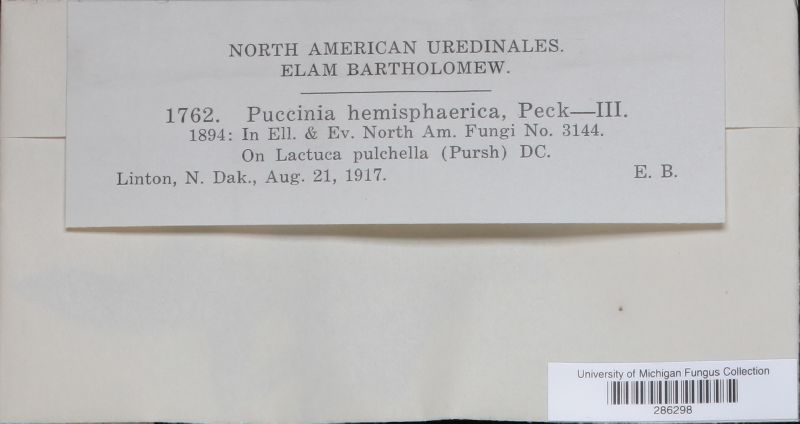 NORTH AMERICAN UREDINALES.
ELAM BARTHOLOMEW.
1762. Puccinia hemisphaerica, Peck—III.
1894: In Ell. & Ev. North Am. Fungi No. 3144.
On Lactuca pulchella (Pursh) DC.
Linton, N. Dak., Aug. 21, 1917. E. B.
University of Michigan Fungus Collection
286298